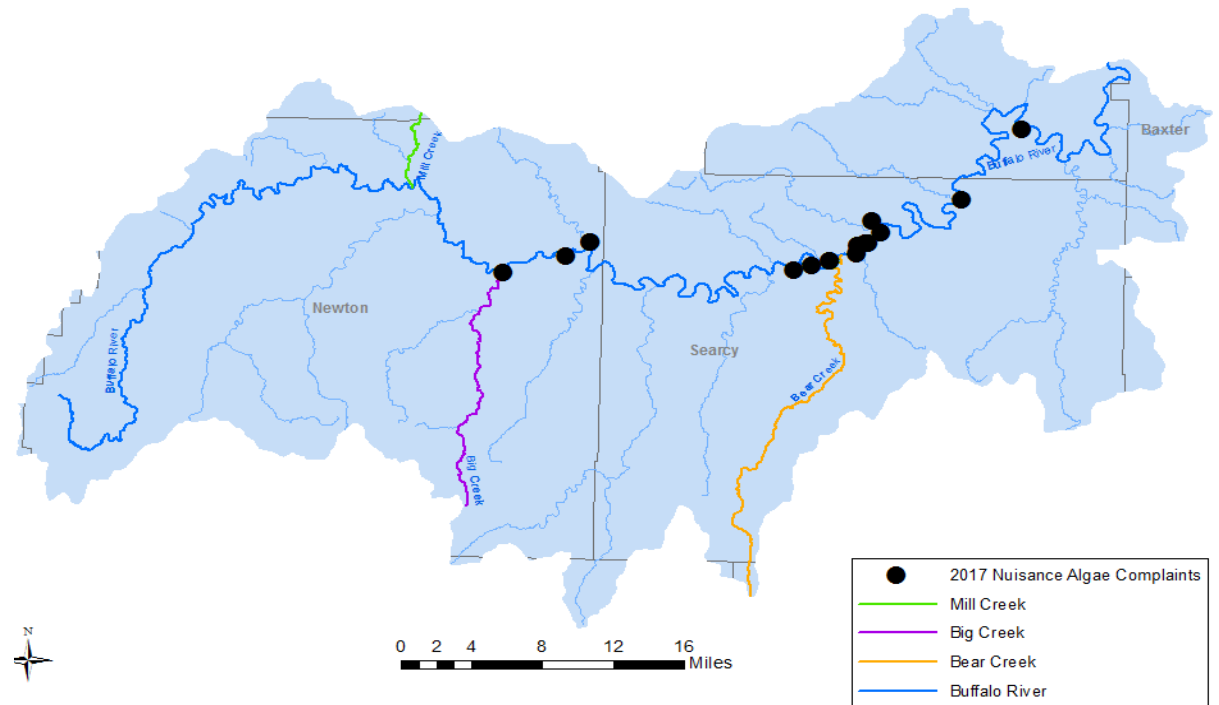 Baxter
Mill Creek
Buffalo River
Newton
Buffalo River
Searcy
Bear Creek
Big Creek
2017 Nuisance Algae Complaints
Mill Creek
Big Creek
Bear Creek
Buffalo River
N
0 2 4 8 12 16
Miles